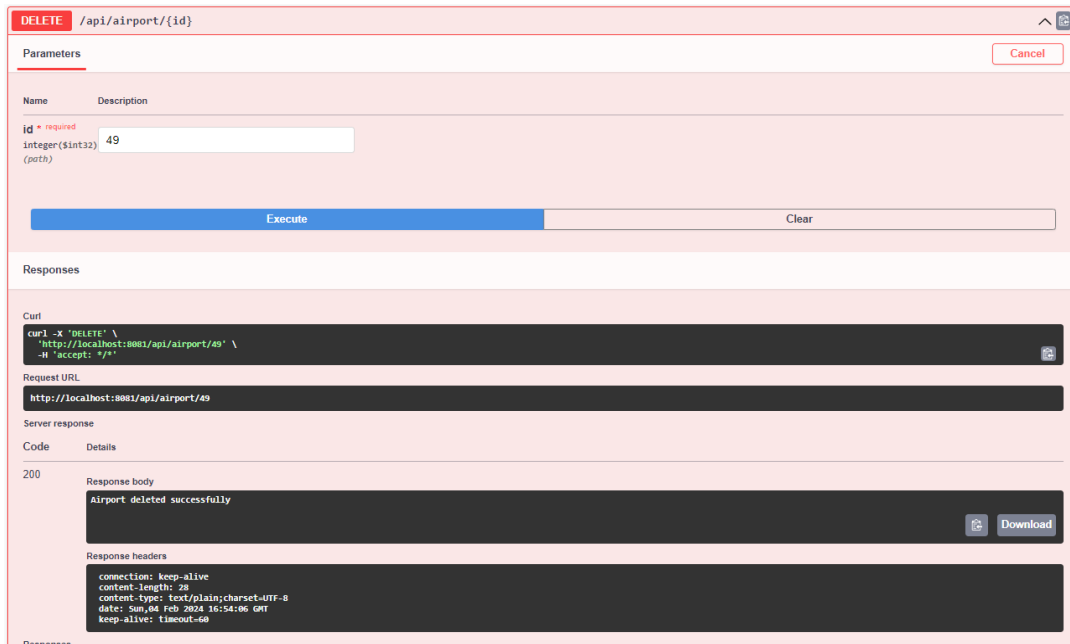 DELETE /api/airport/{id}
Parameters
Cancel
Name Description
id * required
integer($int32)
(path)
49
Execute Clear
Responses
Curl
curl -X 'DELETE' \
'http://localhost:8081/api/airport/49' \
-H 'accept: */*'
Request URL
http://localhost:8081/api/airport/49
Server response
Code Details
200
Response body
Airport deleted successfully
Download
Response headers
connection: keep-alive
content-length: 28
content-type: text/plain;charset=UTF-8
date: Sun,04 Feb 2024 16:54:06 GMT
keep-alive: timeout=60
Responses